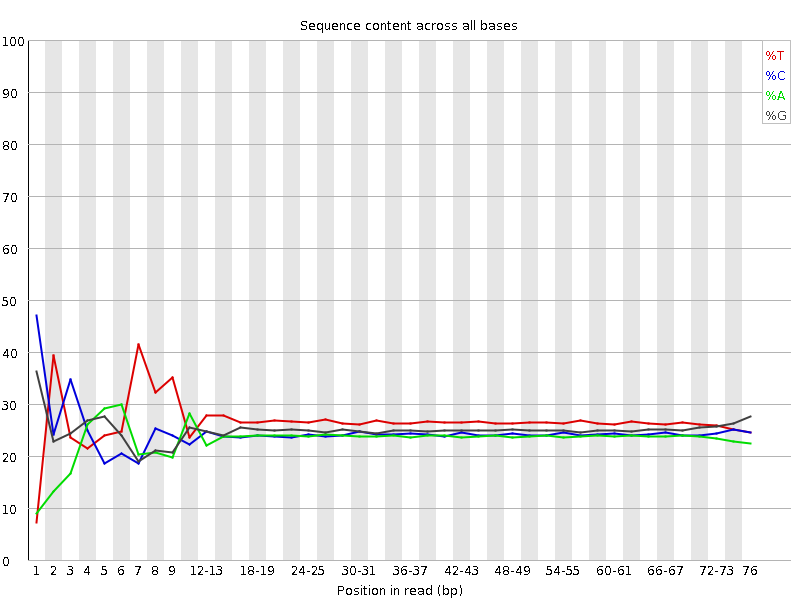 Sequence content across all bases
100
90
80
70
60
50
40
30
20
10
0
%T
%C
%A
%G
1 2 3 4 5 6 7 8 9 12-13 18-19 24-25 30-31 36-37 42-43 48-49 54-55 60-61 66-67 72-73 76
Position in read (bp)